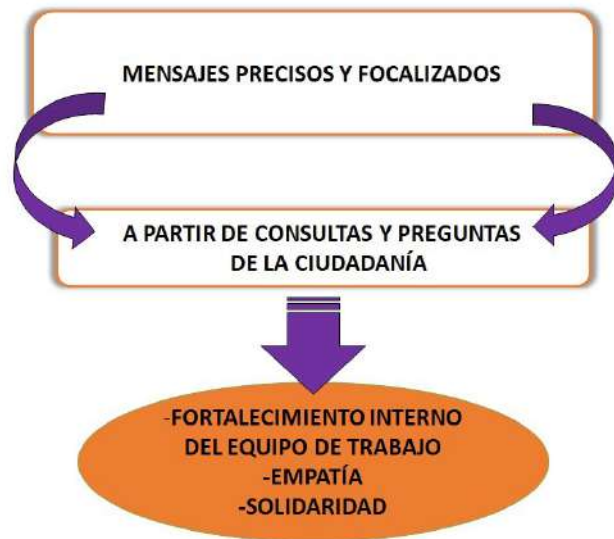 MENSAJES PRECISOS Y FOCALIZADOS
A PARTIR DE CONSULTAS Y PREGUNTAS
DE LA CIUDADANÍA
-FORTALECIMIENTO INTERNO
DEL EQUIPO DE TRABAJO
-EMPATÍA
-SOLIDARIDAD